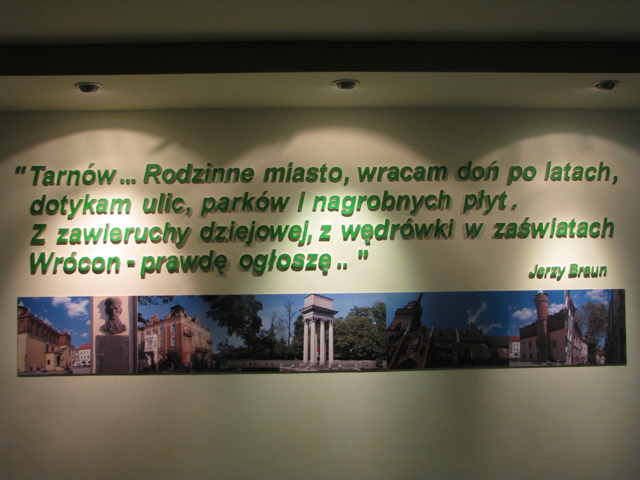 "Tarnów... Rodzinne miasto, wracam doń po latach,
dotykam ulic, parków i nagrobnych płyt.
Z zawieruchy dziejowej, z wędrówki w zaświatach
Wrócon - prawdę ogłoszę.. "
Jerzy Braun